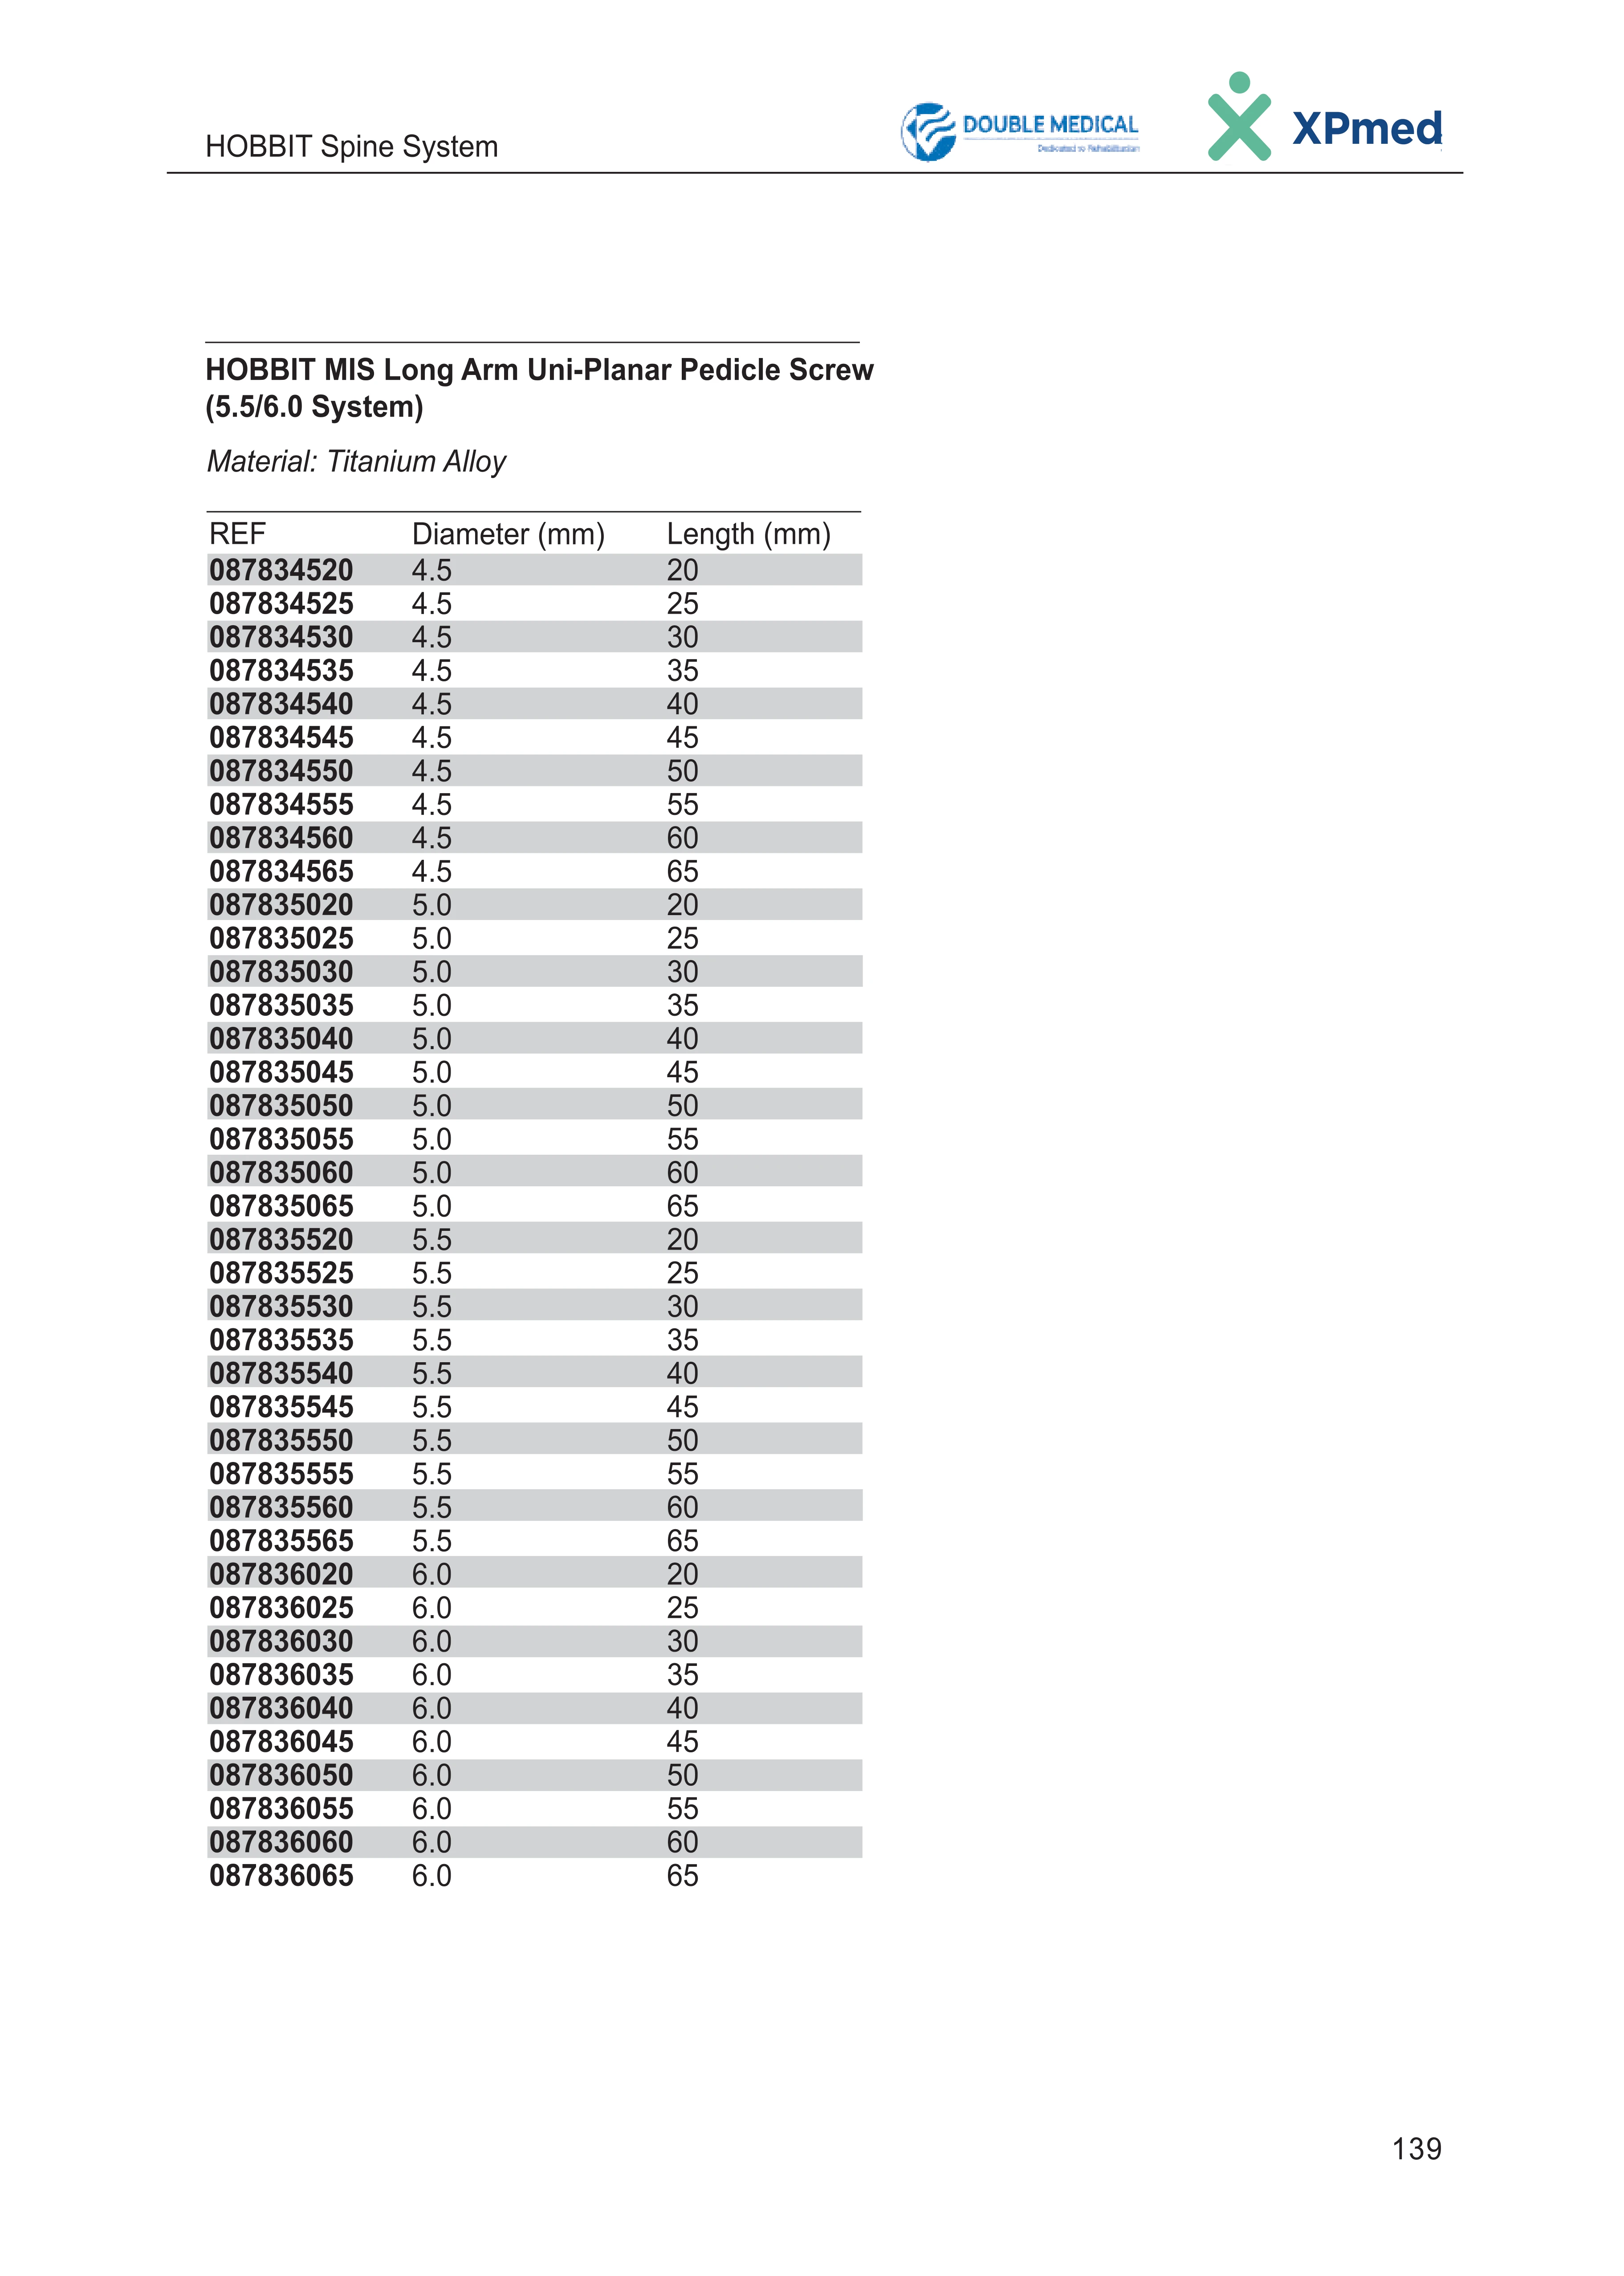 HOBBIT Spine System
DOUBLE MEDICAL
Dedicated to Rehabilitation
XPmed
HOBBIT MIS Long Arm Uni-Planar Pedicle Screw
(5.5/6.0 System)
Material: Titanium Alloy
REF Diameter (mm) Length (mm)
087834520 4.5 20
087834525 4.5 25
087834530 4.5 30
087834535 4.5 35
087834540 4.5 40
087834545 4.5 45
087834550 4.5 50
087834555 4.5 55
087834560 4.5 60
087834565 4.5 65
087835020 5.0 20
087835025 5.0 25
087835030 5.0 30
087835035 5.0 35
087835040 5.0 40
087835045 5.0 45
087835050 5.0 50
087835055 5.0 55
087835060 5.0 60
087835065 5.0 65
087835520 5.5 20
087835525 5.5 25
087835530 5.5 30
087835535 5.5 35
087835540 5.5 40
087835545 5.5 45
087835550 5.5 50
087835555 5.5 55
087835560 5.5 60
087835565 5.5 65
087836020 6.0 20
087836025 6.0 25
087836030 6.0 30
087836035 6.0 35
087836040 6.0 40
087836045 6.0 45
087836050 6.0 50
087836055 6.0 55
087836060 6.0 60
087836065 6.0 65
139